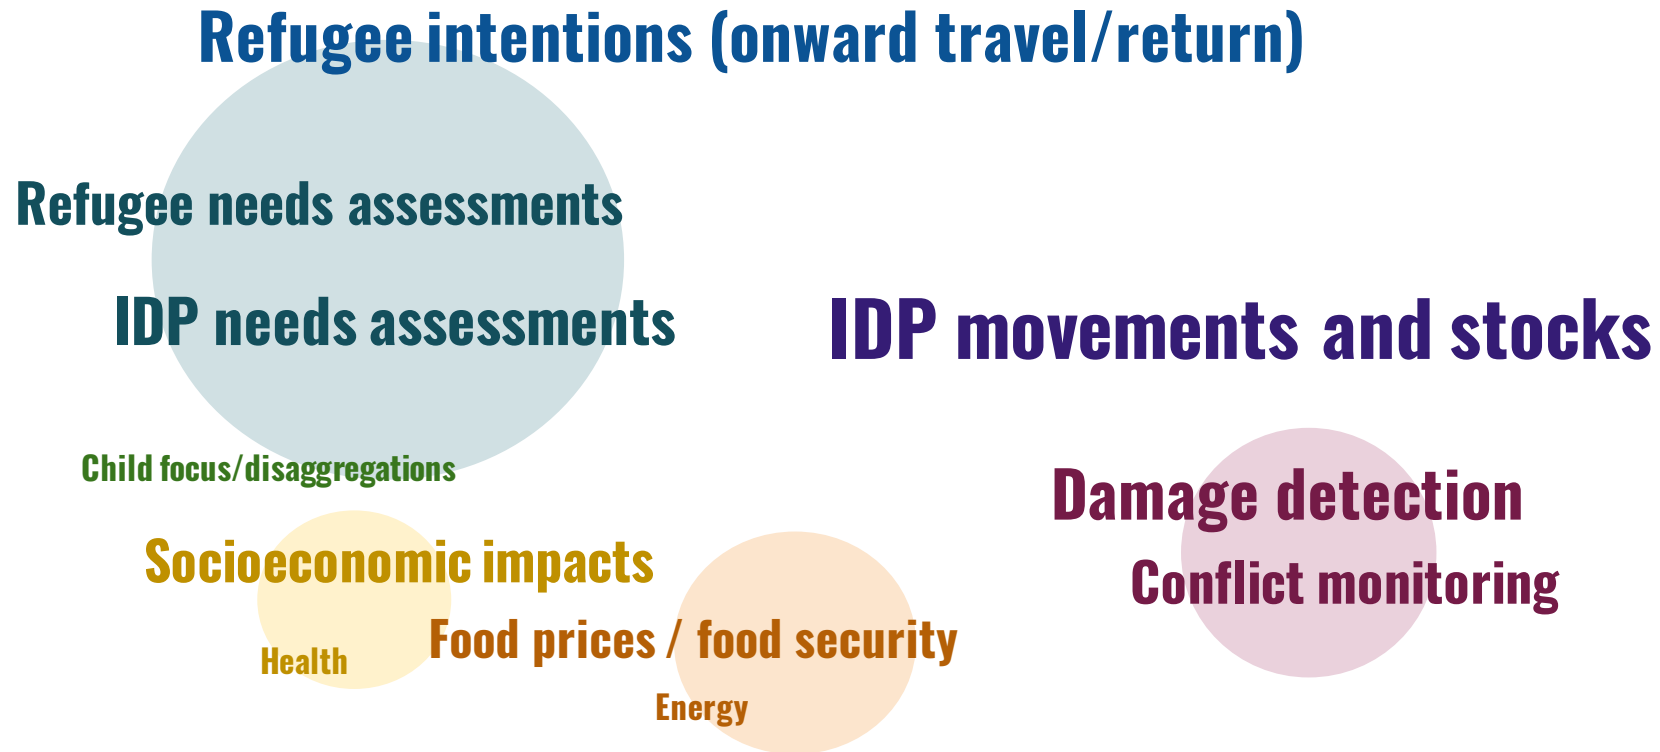 Refugee intentions (onward travel/return)
Refugee needs assessments
IDP needs assessments
IDP movements and stocks
Child focus/disaggregations
Damage detection
Socioeconomic impacts
Conflict monitoring
Food prices / food security
Health
Energy